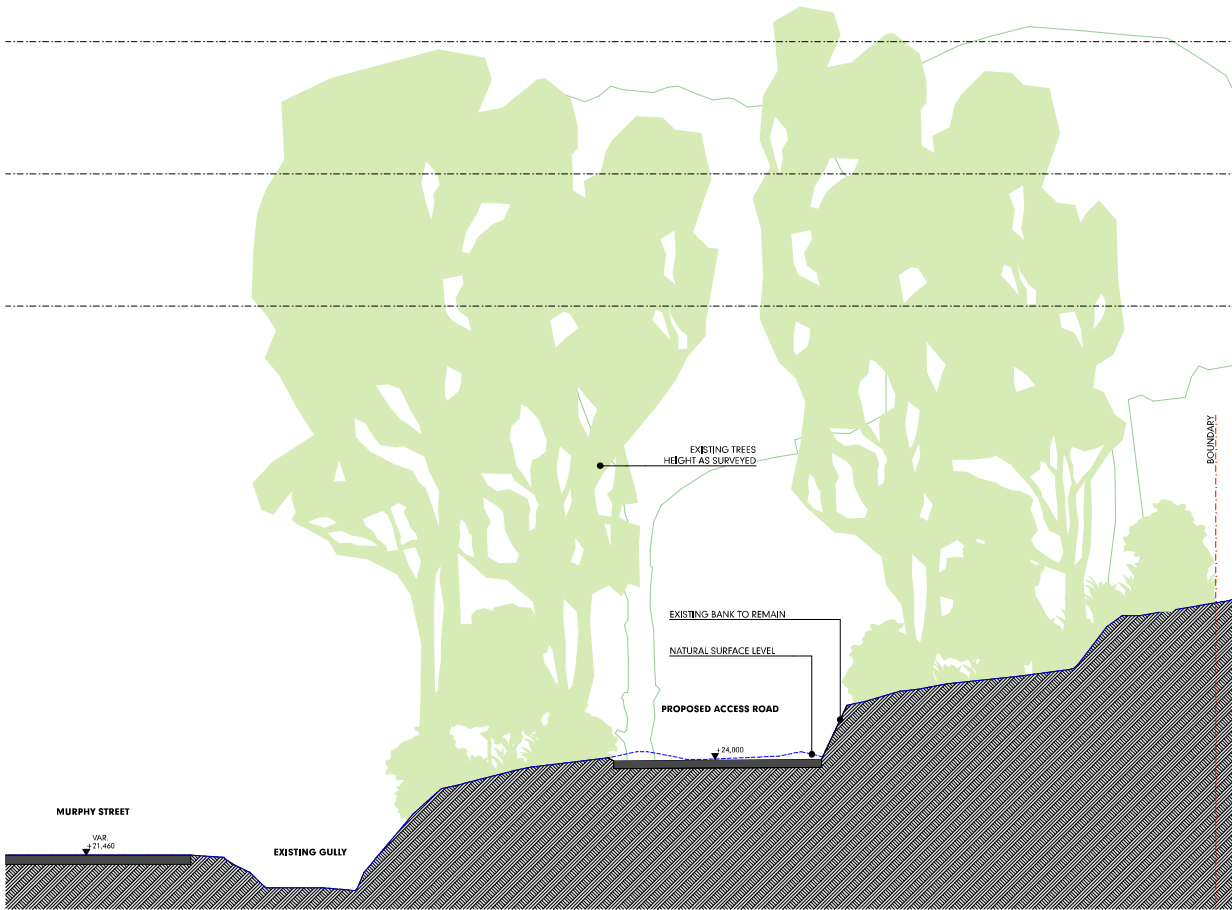 EXISTING TREES
HEIGHT AS SURVEYED
BOUNDARY
EXISTING BANK TO REMAIN
NATURAL SURFACE LEVEL
PROPOSED ACCESS ROAD
+24,000
MURPHY STREET
VAR.
+21,460
EXISTING GULLY